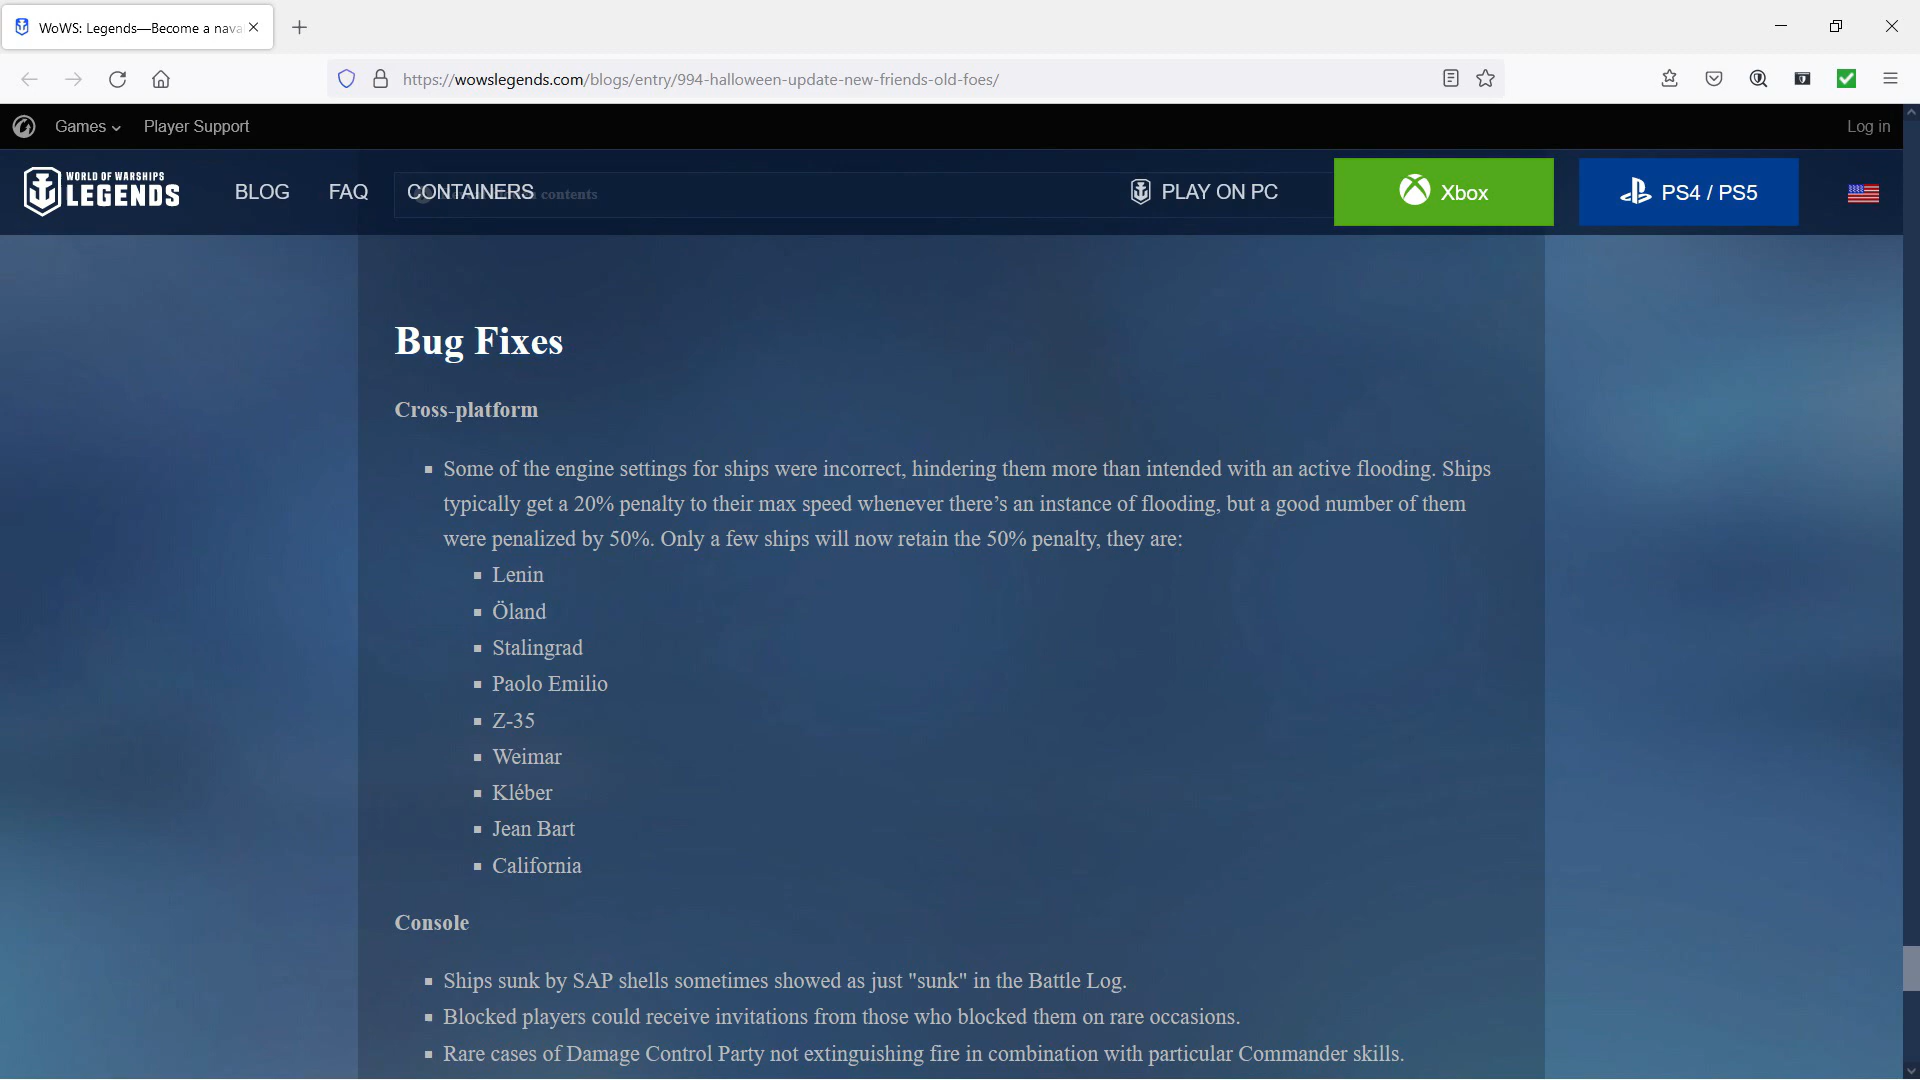 WoWS: Legends—Become a nava
https://wowslegends.com/blogs/entry/994-halloween-update-new-friends-old-foes/
Games
Player Support
Log in
WORLD OF WARSHIPS
LEGENDS
BLOG
FAQ
CONTAINERS
contents
PLAY ON PC
Xbox
PS4 / PS5
Bug Fixes
Cross-platform
Some of the engine settings for ships were incorrect, hindering them more than intended with an active flooding. Ships
typically get a 20% penalty to their max speed whenever there’s an instance of flooding, but a good number of them
were penalized by 50%. Only a few ships will now retain the 50% penalty, they are:
Lenin
Öland
Stalingrad
Paolo Emilio
Z-35
Weimar
Kléber
Jean Bart
California
Console
Ships sunk by SAP shells sometimes showed as just "sunk" in the Battle Log.
Blocked players could receive invitations from those who blocked them on rare occasions.
Rare cases of Damage Control Party not extinguishing fire in combination with particular Commander skills.